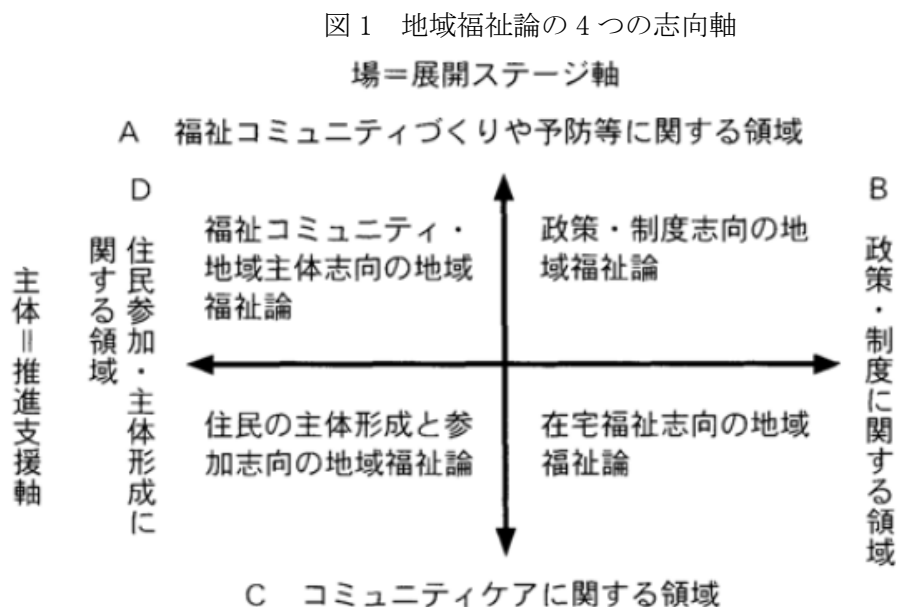 図1 地域福祉論の4つの志向軸
場＝展開ステージ軸
A 福祉コミュニティづくりや予防等に関する領域
D 住民参加・主体形成に
関する領域
主体＝推進支援軸
福祉コミュニティ・
地域主体志向の地域
福祉論
政策・制度志向の地
域福祉論
B 政策・制度に関する領域
住民の主体形成と参
加志向の地域福祉論
在宅福祉志向の地域
福祉論
C コミュニティケアに関する領域